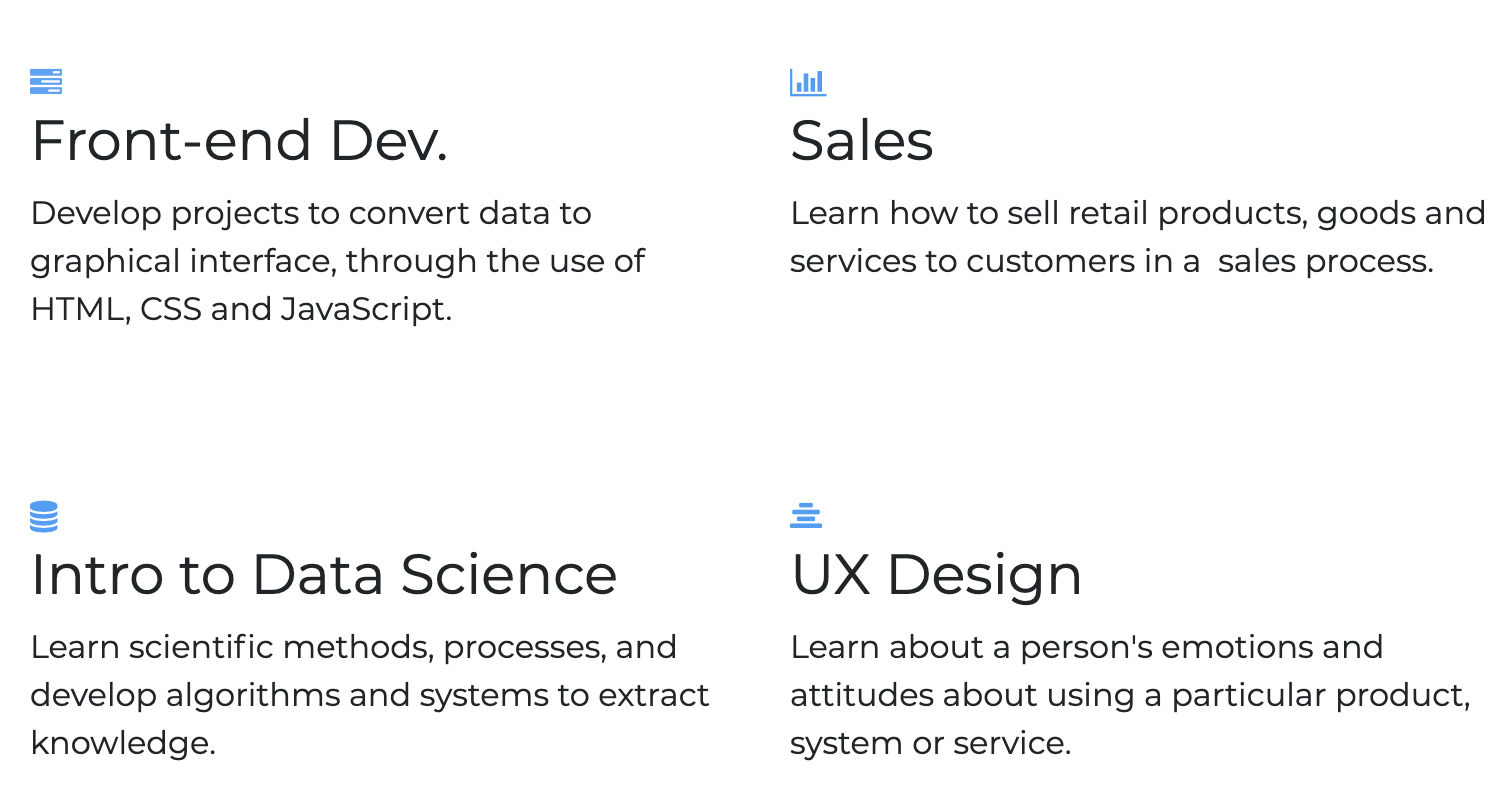 Front-end Dev.
Develop projects to convert data to
graphical interface, through the use of
HTML, CSS and JavaScript.
Sales
Learn how to sell retail products, goods and
services to customers in a  sales process.
Intro to Data Science
Learn scientific methods, processes, and
develop algorithms and systems to extract
knowledge.
UX Design
Learn about a person's emotions and
attitudes about using a particular product,
system or service.